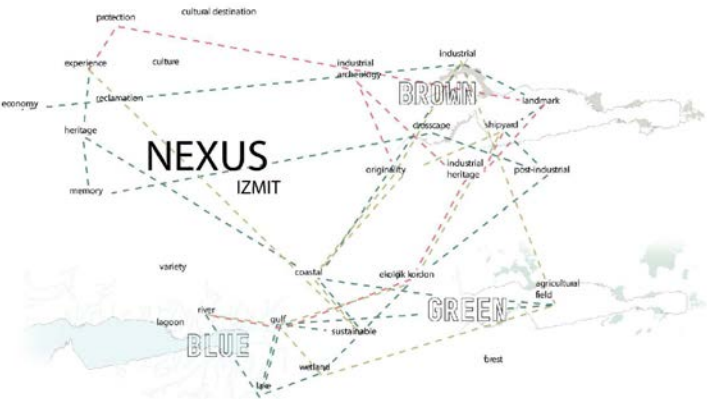 cultural destination
protection
industrial
experience
culture
industrial
archeology
BROWN
economy
reclamation
landmark
heritage
drosscape
shipyard
NEXUS
IZMIT
originality
industrial
heritage
post-industrial
memory
variety
coastal
ekolojik kordon
agricultural
field
river
lagoon
gulf
GREEN
sustainable
BLUE
wetland
forest
lake